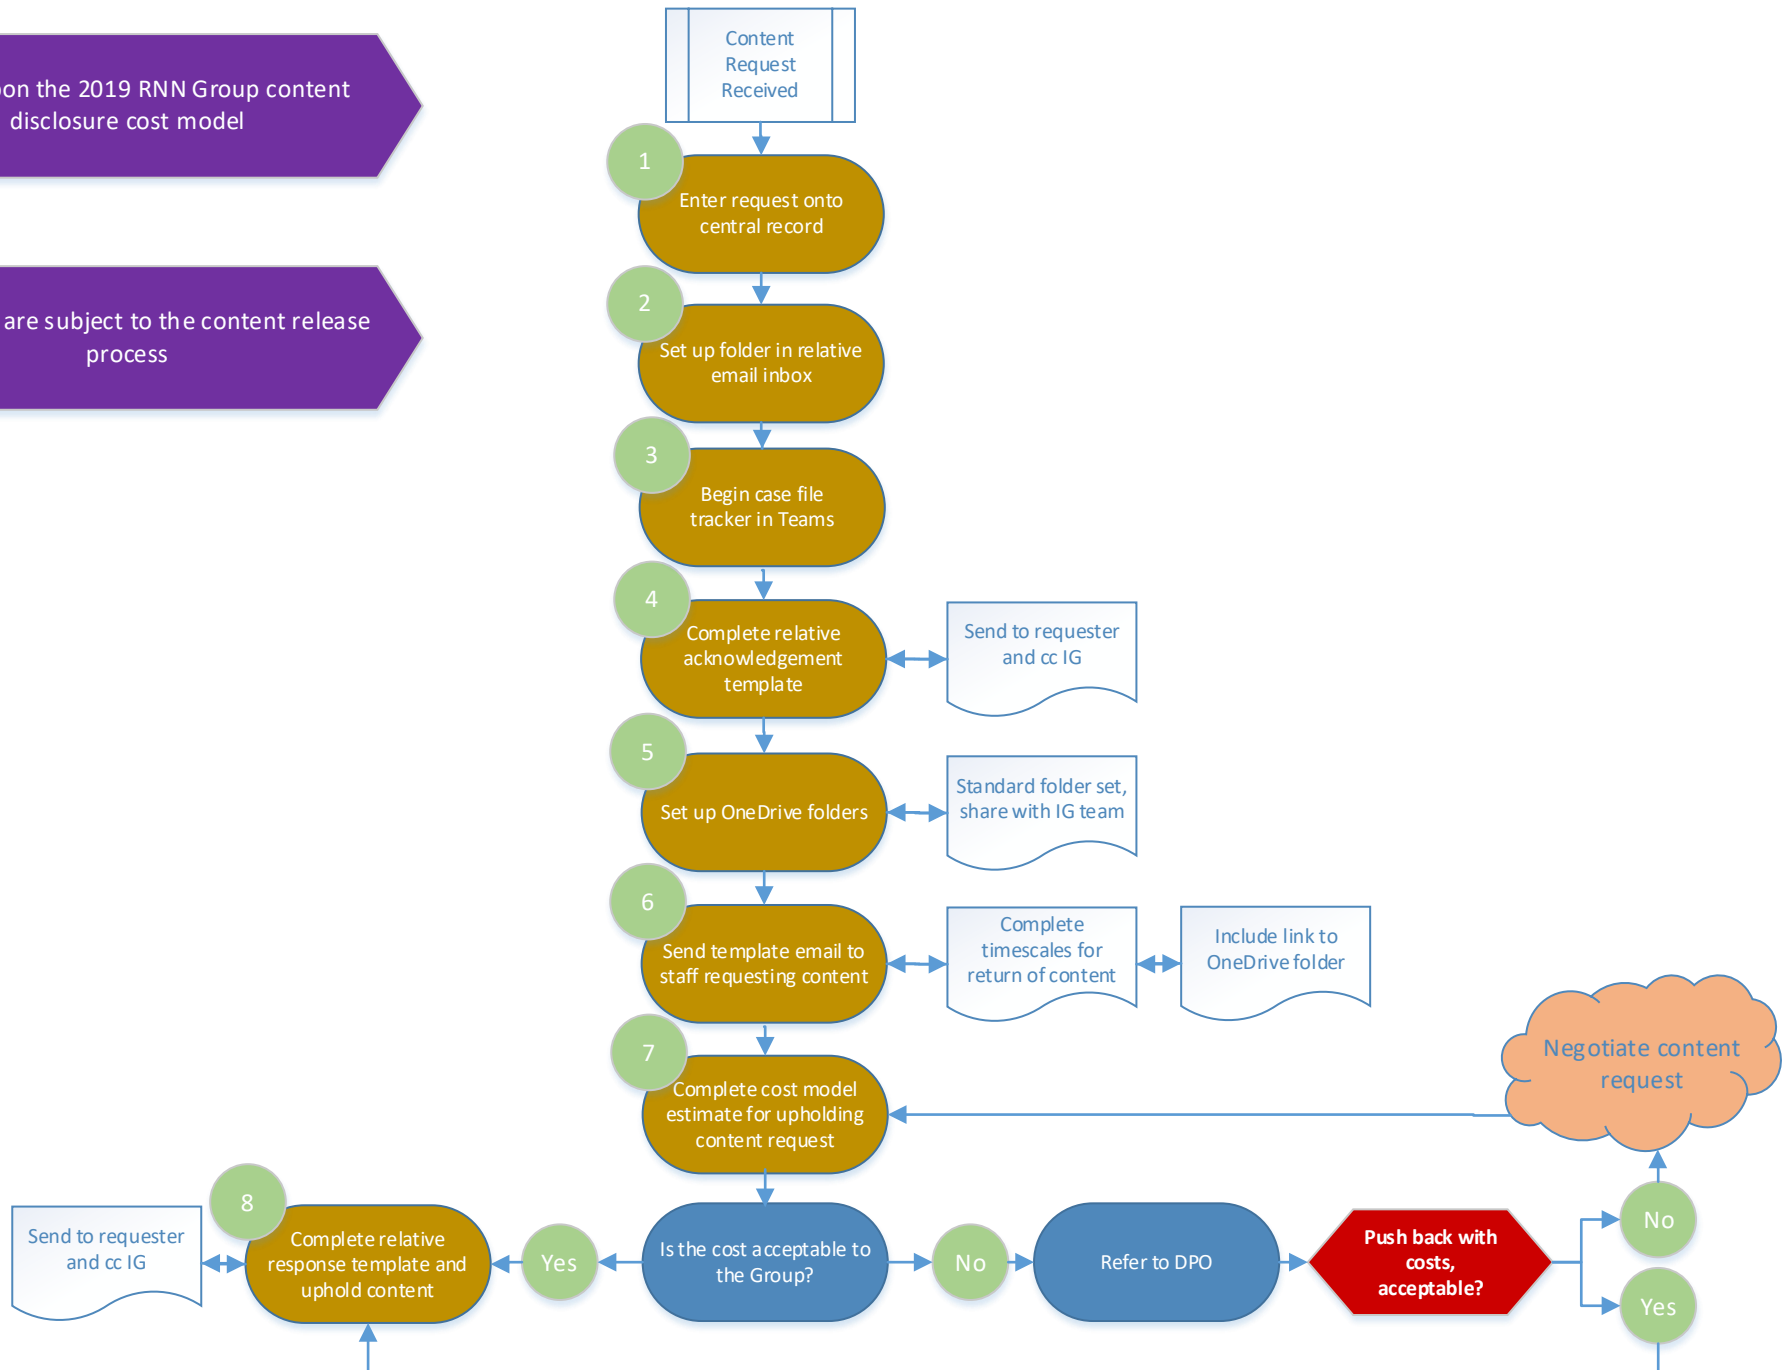 on the 2019 RNN Group content
disclosure cost model
are subject to the content release
process
Content
Request
Received
1
Enter request onto
central record
2
Set up folder in relative
email inbox
3
Begin case file
tracker in Teams
4
Complete relative
acknowledgement
template
Send to requester
and cc IG
5
Set up OneDrive folders
Standard folder set,
share with IG team
6
Send template email to
staff requesting content
Complete
timescales for
return of content
Include link to
OneDrive folder
7
Complete cost model
estimate for upholding
content request
Negotiate content
request
8
Send to requester
and cc IG
Complete relative
response template and
uphold content
Yes
Is the cost acceptable to
the Group?
No
Refer to DPO
Push back with
costs,
acceptable?
No
Yes